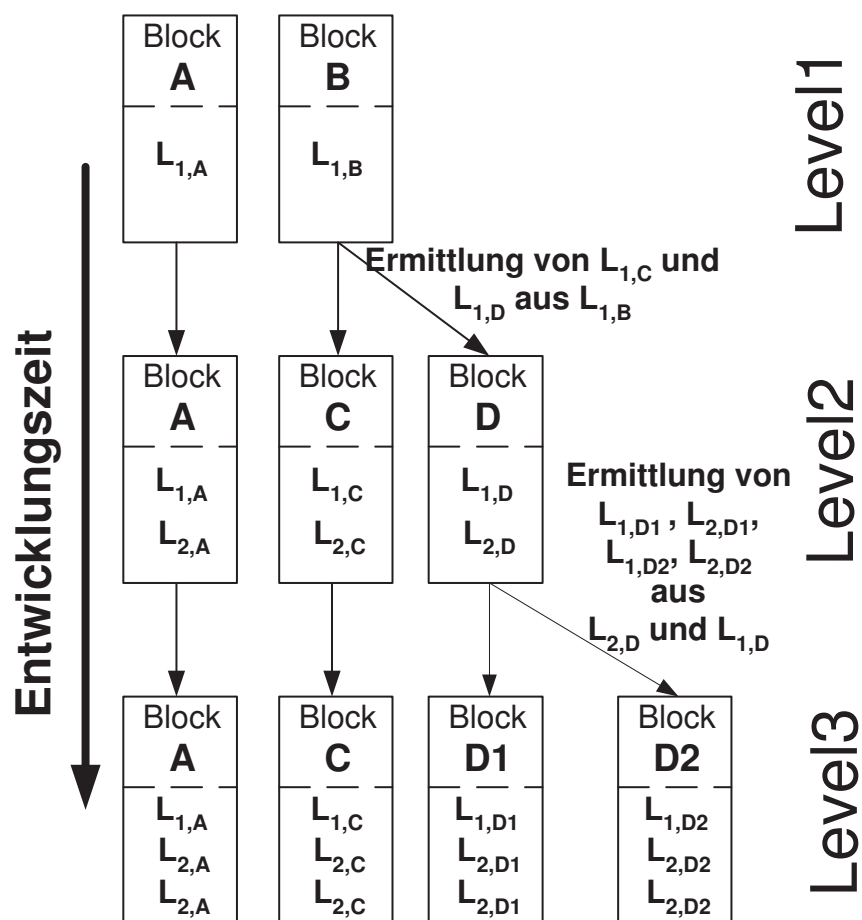 Block
A
L1,A
Block
B
L1,B
Level1
Ermittlung von L1,C und
L1,D aus L1,B
Entwicklungszeit
Block
A
L1,A
L2,A
Block
C
L1,C
L2,C
Block
D
L1,D
L2,D
Level2
Ermittlung von
L1,D1 , L2,D1,
L1,D2, L2,D2
aus
L2,D und L1,D
Block
A
L1,A
L2,A
L2,A
Block
C
L1,C
L2,C
L2,C
Block
D1
L1,D1
L2,D1
L2,D1
Block
D2
L1,D2
L2,D2
L2,D2
Level3